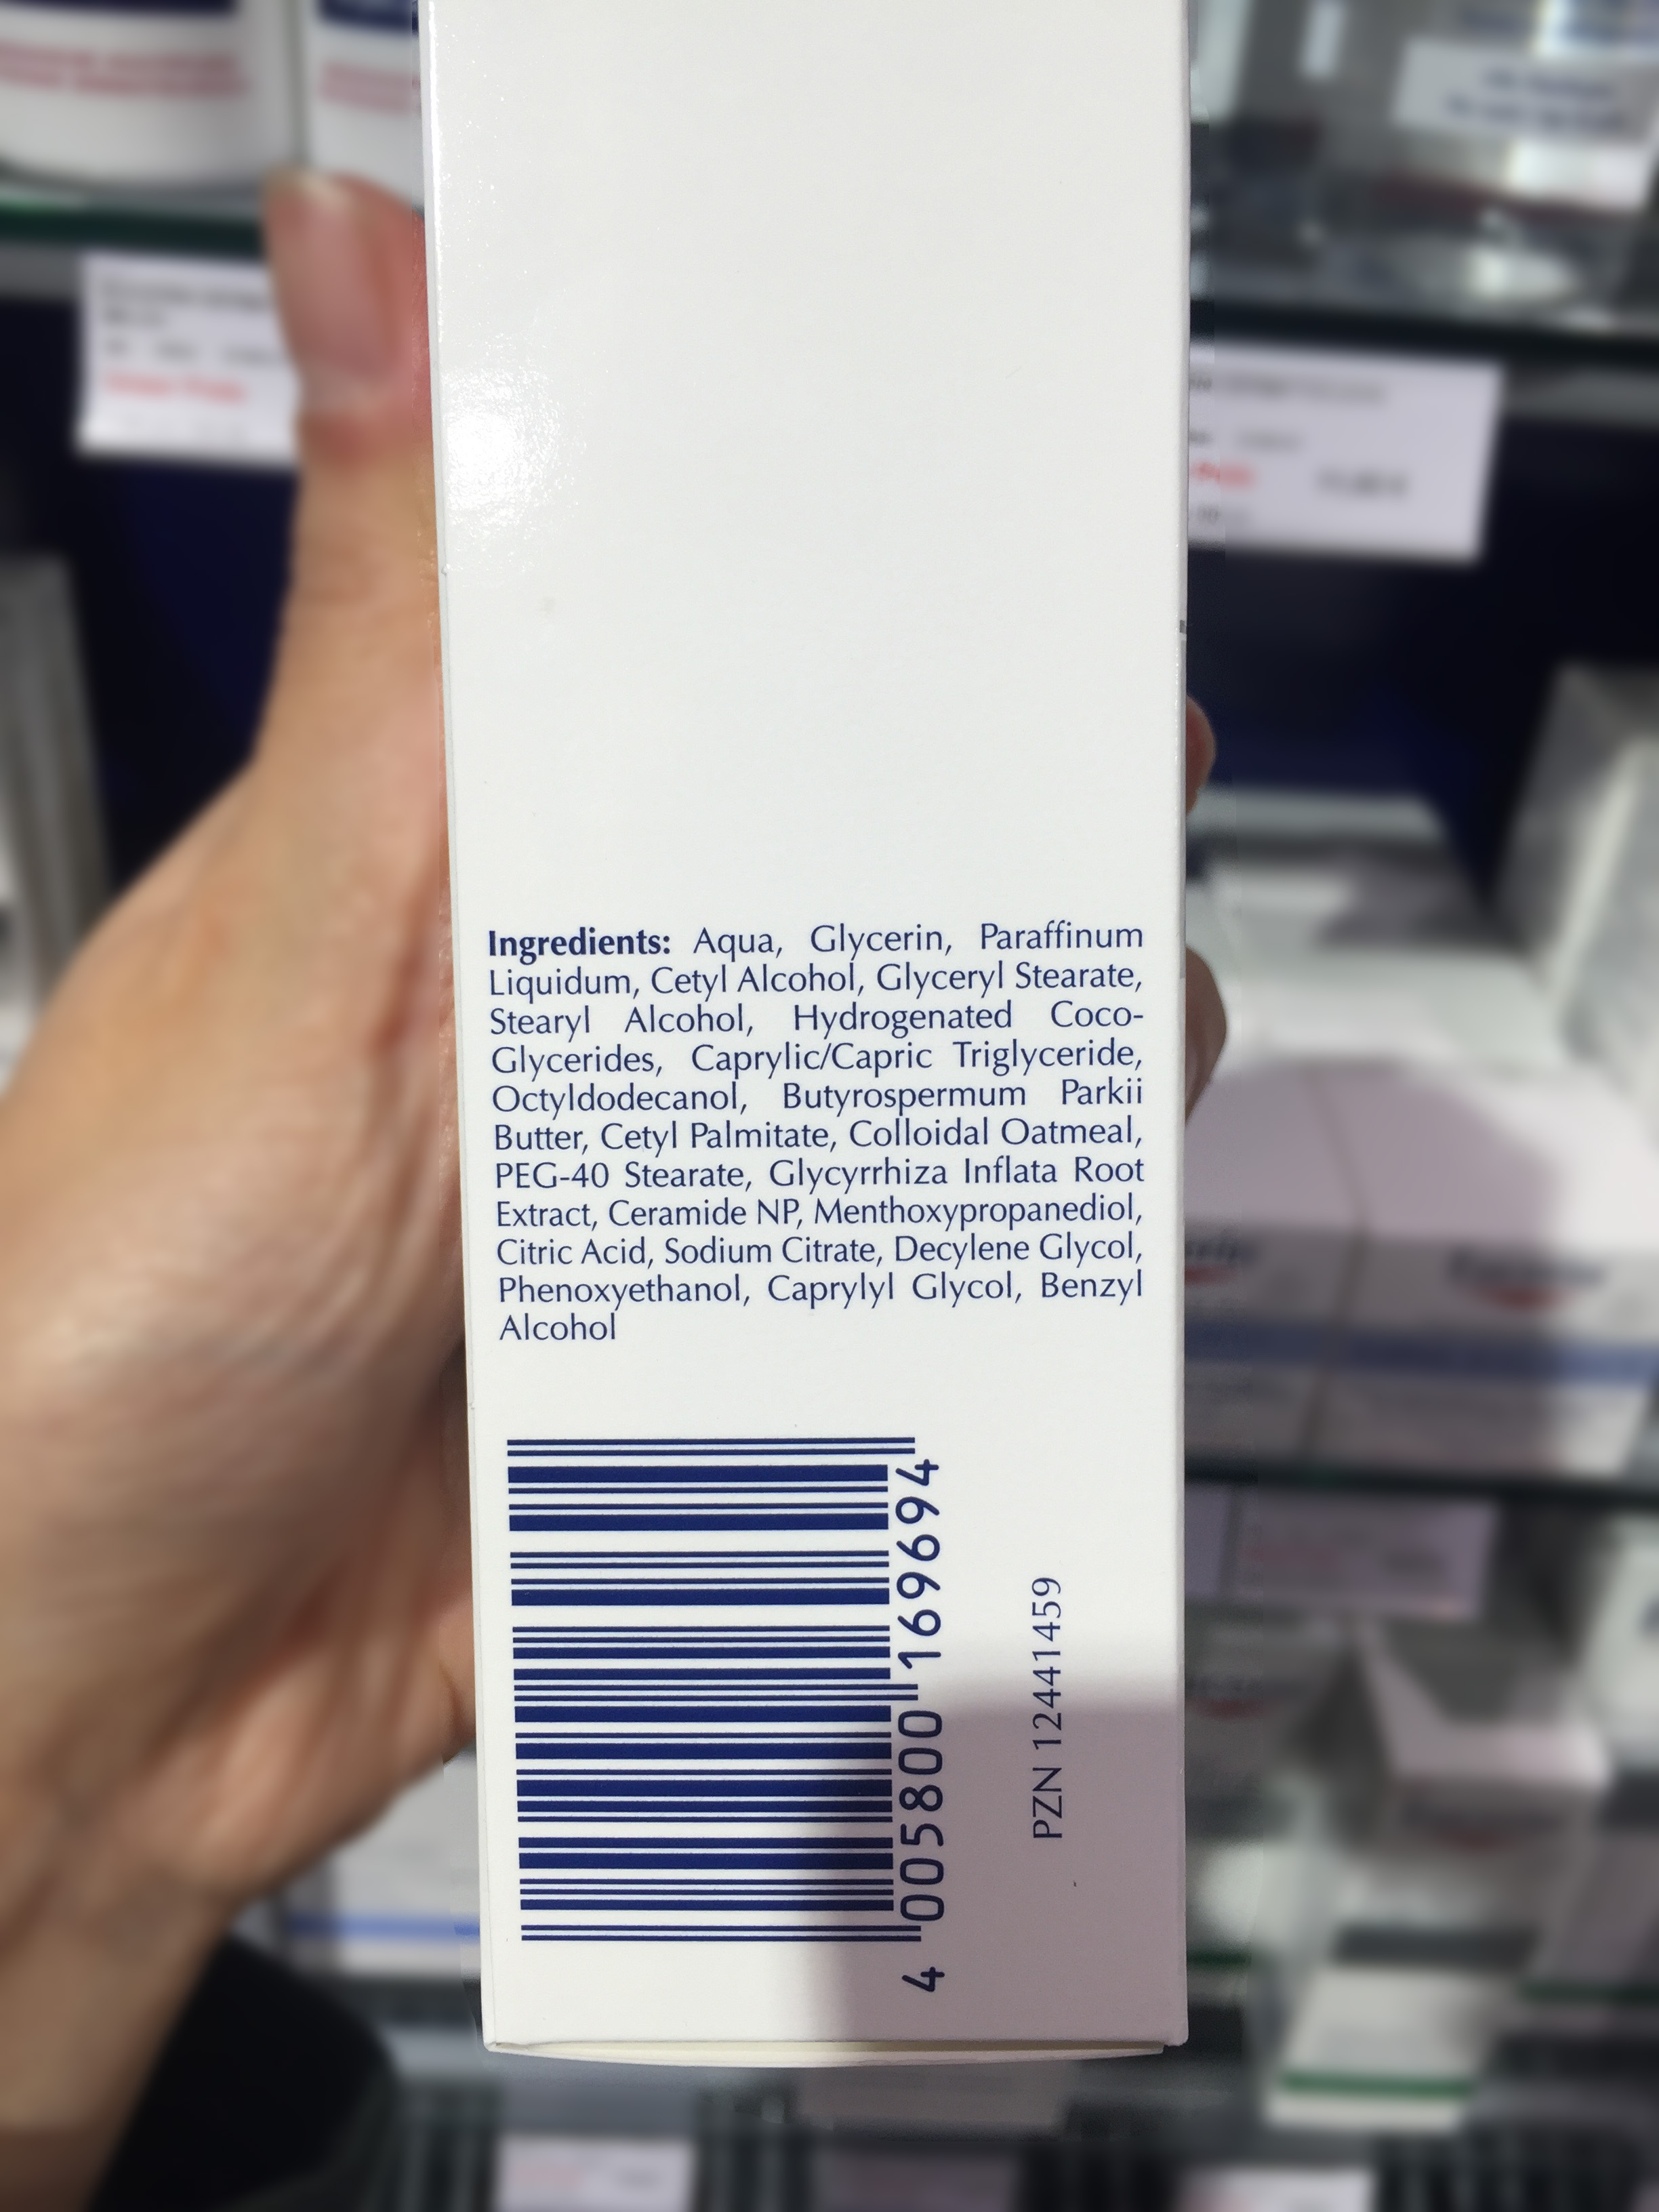 Ingredients: Aqua, Glycerin, Paraffinum
Liquidum, Cetyl Alcohol, Glyceryl Stearate,
Stearyl Alcohol, Hydrogenated Coco-
Glycerides, Caprylic/Capric Triglyceride,
Octyldodecanol, Butyrospermum Parkii
Butter, Cetyl Palmitate, Colloidal Oatmeal,
PEG-40 Stearate, Glycyrrhiza Inflata Root
Extract, Ceramide NP, Menthoxypropanediol,
Citric Acid, Sodium Citrate, Decylene Glycol,
Phenoxyethanol, Caprylyl Glycol, Benzyl
Alcohol
4 005800 169694
PZN 12441459